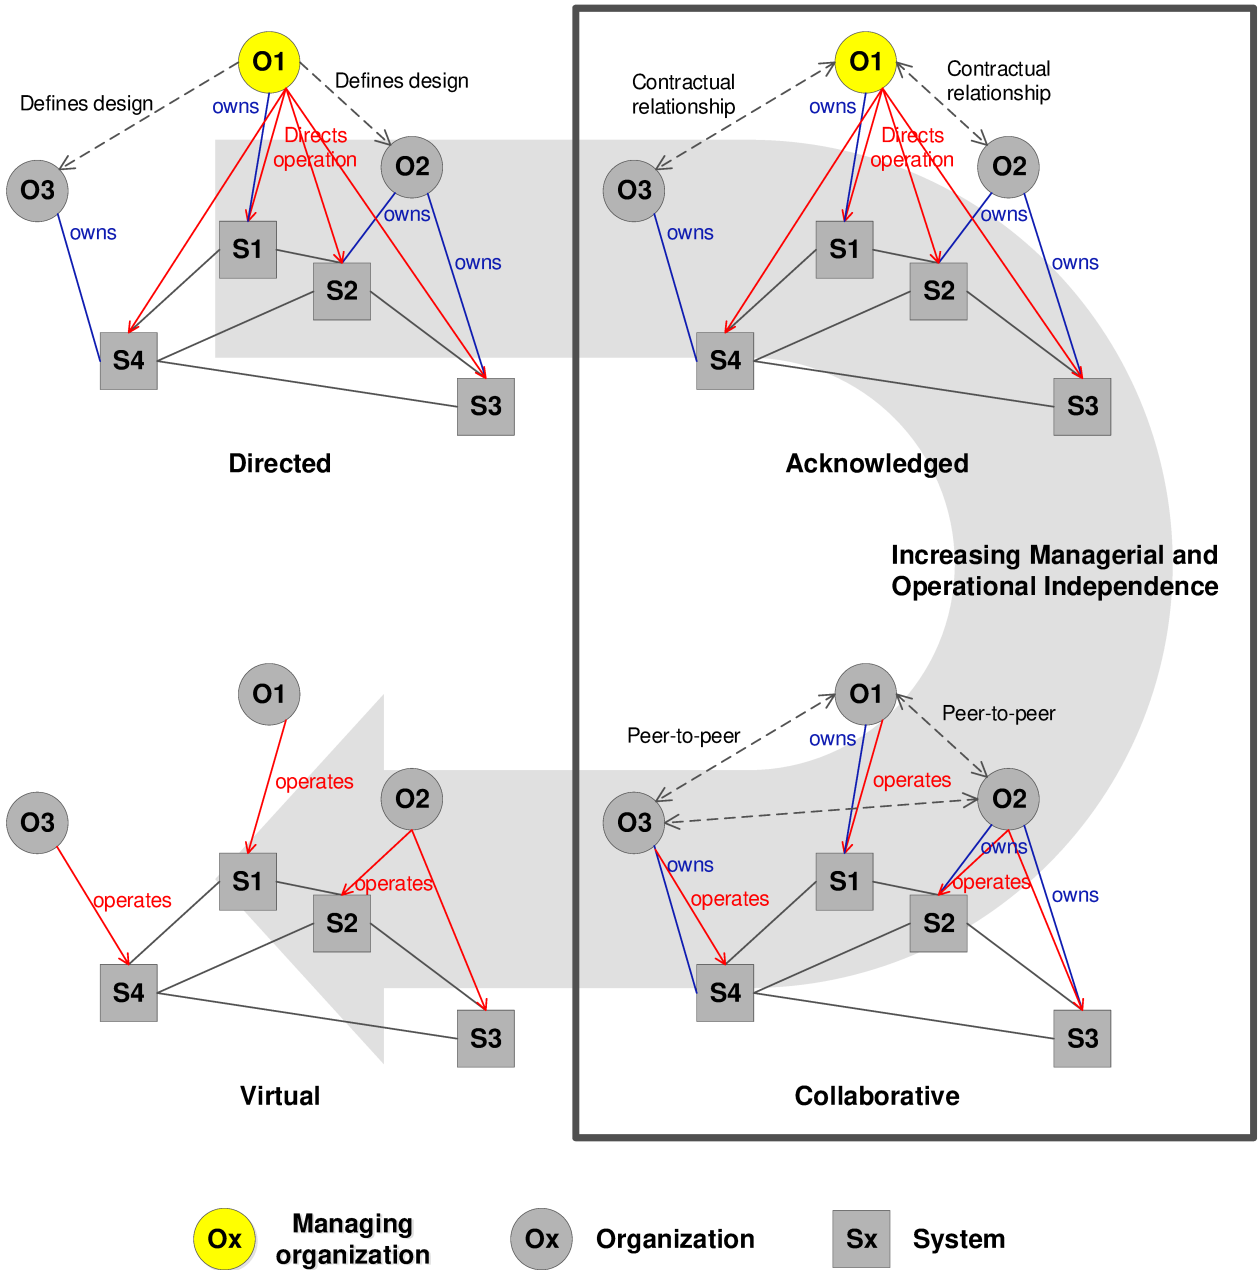 O1
Defines design
Defines design
owns
Directs
operation
O3
O2
owns
owns
owns
S1
S2
S4
S3
Directed
O1
Contractual
relationship
Contractual
relationship
owns
Directs
operation
O3
O2
owns
owns
owns
S1
S2
S4
S3
Acknowledged
Increasing Managerial and
Operational Independence
O1
operates
O3
O2
operates
operates
S1
S2
S4
S3
Virtual
O1
Peer-to-peer
Peer-to-peer
owns
operates
O3
O2
owns
owns
operates
operates
owns
S1
S2
S4
S3
Collaborative
Ox
Managing
organization
Ox
Organization
Sx
System